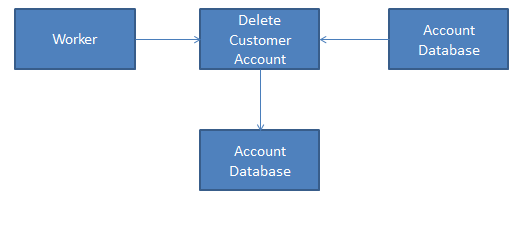 Worker
Delete
Customer
Account
Account
Database
Account
Database